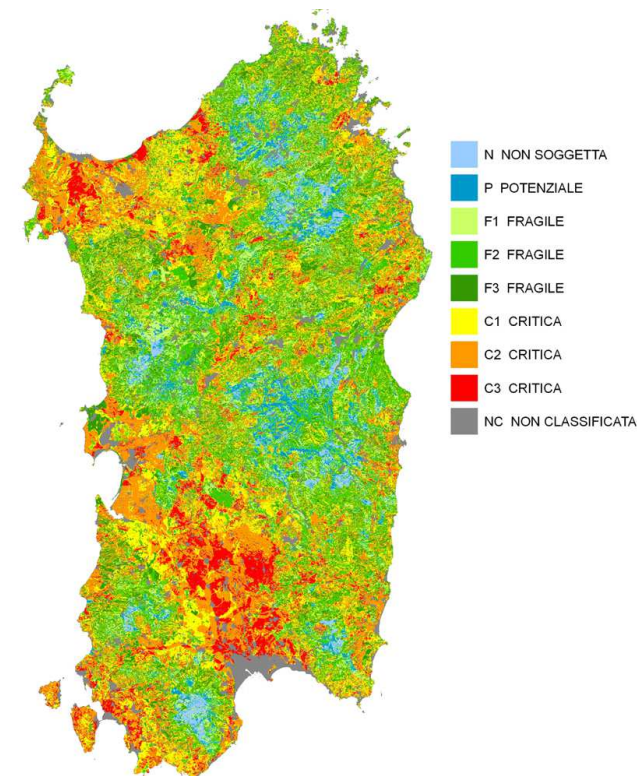 N NON SOGGETTA
P POTENZIALE
F1 FRAGILE
F2 FRAGILE
F3 FRAGILE
C1 CRITICA
C2 CRITICA
C3 CRITICA
NC NON CLASSIFICATA